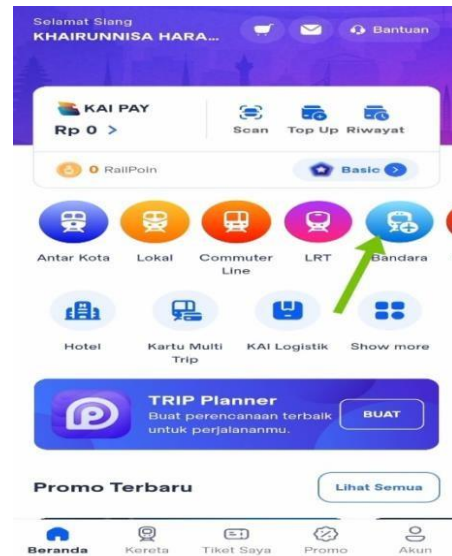 Selamat Siang
KHAIRUNNISA HARA...
Bantuan
KAI PAY
Rp 0 >
Scan
Top Up
Riwayat
0 RailPoin
Basic
Antar Kota
Lokal
Commuter
Line
LRT
Bandara
Hotel
Kartu Multi
Trip
KAI Logistik
Show more
TRIP Planner
Buat perencanaan terbaik
untuk perjalananmu.
BUAT
Promo Terbaru
Lihat Semua
Beranda
Kereta
Tiket Saya
Promo
Akun